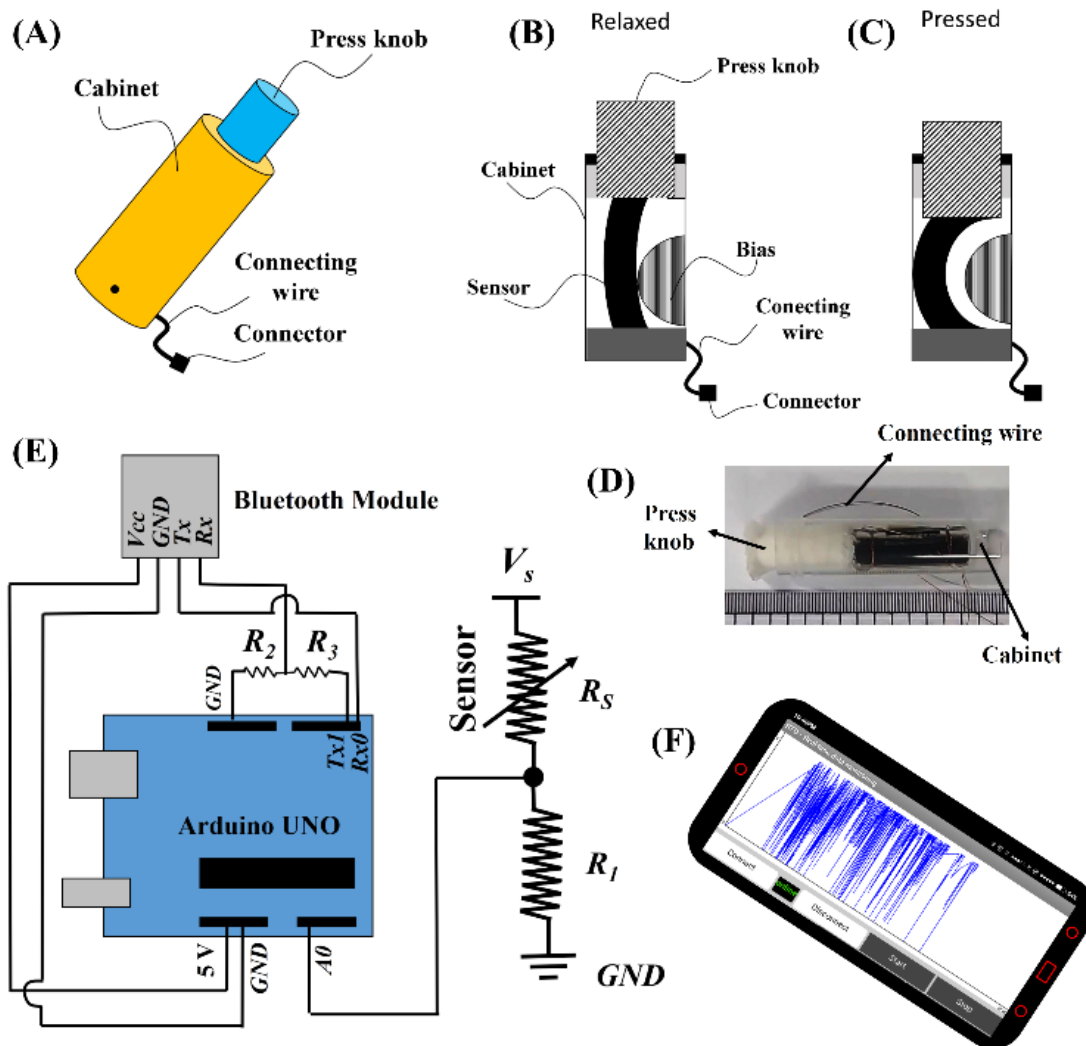 (A)
Press knob
Cabinet
Connecting
wire
Connector
(B)
Relaxed
Press knob
Cabinet
Bias
Sensor
Conecting
wire
Connector
(C)
Pressed
(D)
Connecting wire
Press
knob
Cabinet
(E)
Bluetooth Module
Vcc
GND
Tx
Rx
R2
R3
GND
Tx1
Rx0
Arduino UNO
5 V
GND
A0
Vs
Sensor
RS
R1
GND
(F)
Connect
Disconnect
Start
Stop